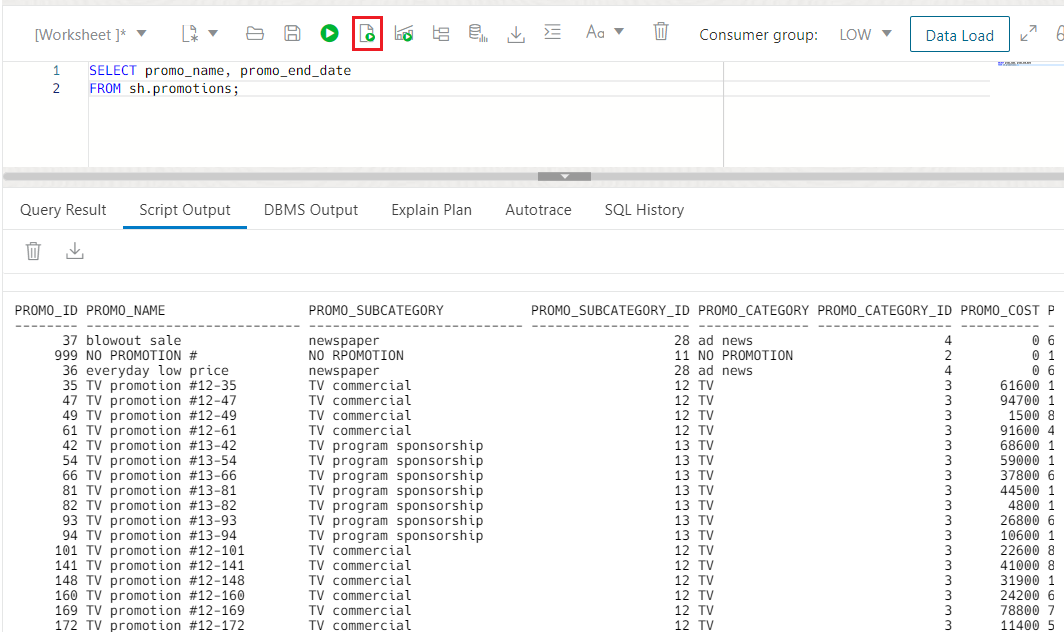 [Worksheet ]* Aa Consumer group: LOW Data Load
1 SELECT promo_name, promo_end_date
2 FROM sh.promotions;
Query Result Script Output DBMS Output Explain Plan Autotrace SQL History
PROMO_ID PROMO_NAME PROMO_SUBCATEGORY PROMO_SUBCATEGORY_ID PROMO_CATEGORY PROMO_CATEGORY_ID PROMO_COST P
-------- --------------------------- --------------------------- -------------------- -------------- ----------------- ---------- -
37 blowout sale newspaper 28 ad news 4 0 6
999 NO PROMOTION # NO RPOMOTION 11 NO PROMOTION 2 0 1
36 everyday low price newspaper 28 ad news 4 0 6
35 TV promotion #12-35 TV commercial 12 TV 3 61600 1
47 TV promotion #12-47 TV commercial 12 TV 3 94700 1
49 TV promotion #12-49 TV commercial 12 TV 3 1500 8
61 TV promotion #12-61 TV commercial 12 TV 3 91600 4
42 TV promotion #13-42 TV program sponsorship 13 TV 3 68600 1
54 TV promotion #13-54 TV program sponsorship 13 TV 3 59000 1
66 TV promotion #13-66 TV program sponsorship 13 TV 3 37800 6
81 TV promotion #13-81 TV program sponsorship 13 TV 3 44500 1
82 TV promotion #13-82 TV program sponsorship 13 TV 3 4800 1
93 TV promotion #13-93 TV program sponsorship 13 TV 3 26800 6
94 TV promotion #13-94 TV program sponsorship 13 TV 3 10600 1
101 TV promotion #12-101 TV commercial 12 TV 3 22600 8
141 TV promotion #12-141 TV commercial 12 TV 3 41000 8
148 TV promotion #12-148 TV commercial 12 TV 3 31900 1
160 TV promotion #12-160 TV commercial 12 TV 3 24200 6
169 TV promotion #12-169 TV commercial 12 TV 3 78800 7
172 TV promotion #12-172 TV commercial 12 TV 3 11400 5